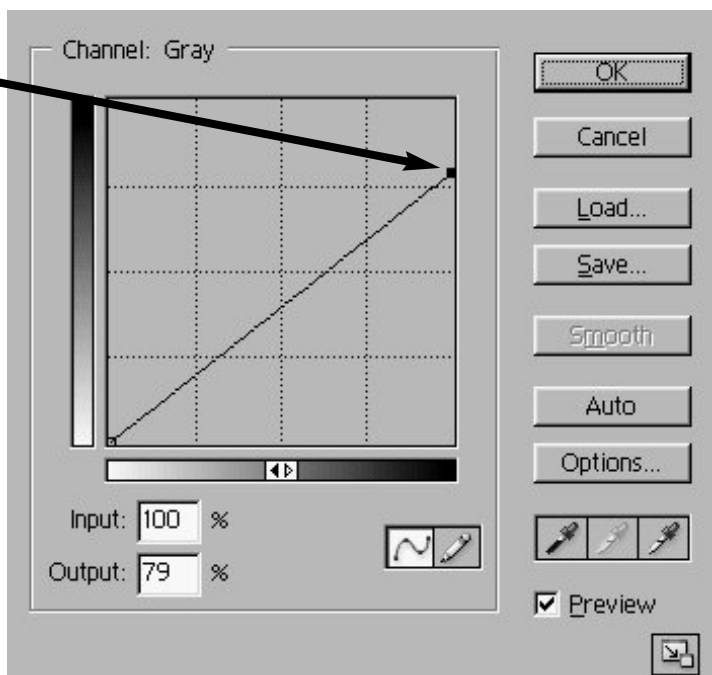 Channel: Gray
OK
Cancel
Load...
Save...
Smooth
Auto
Options...
Input: 100 %
Output: 79 %
Preview